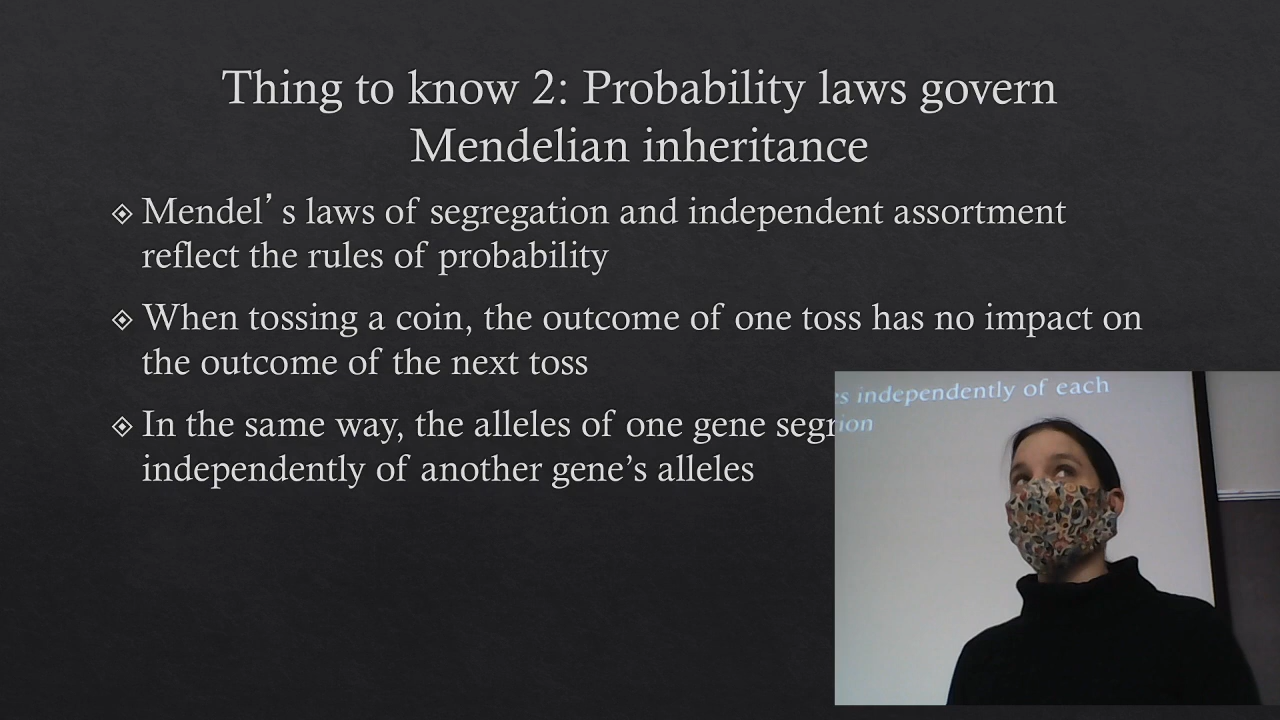 Thing to know 2: Probability laws govern
Mendelian inheritance
Mendel’s laws of segregation and independent assortment
reflect the rules of probability
When tossing a coin, the outcome of one toss has no impact on
the outcome of the next toss
In the same way, the alleles of one gene
independently of another gene’s alleles
independently of each